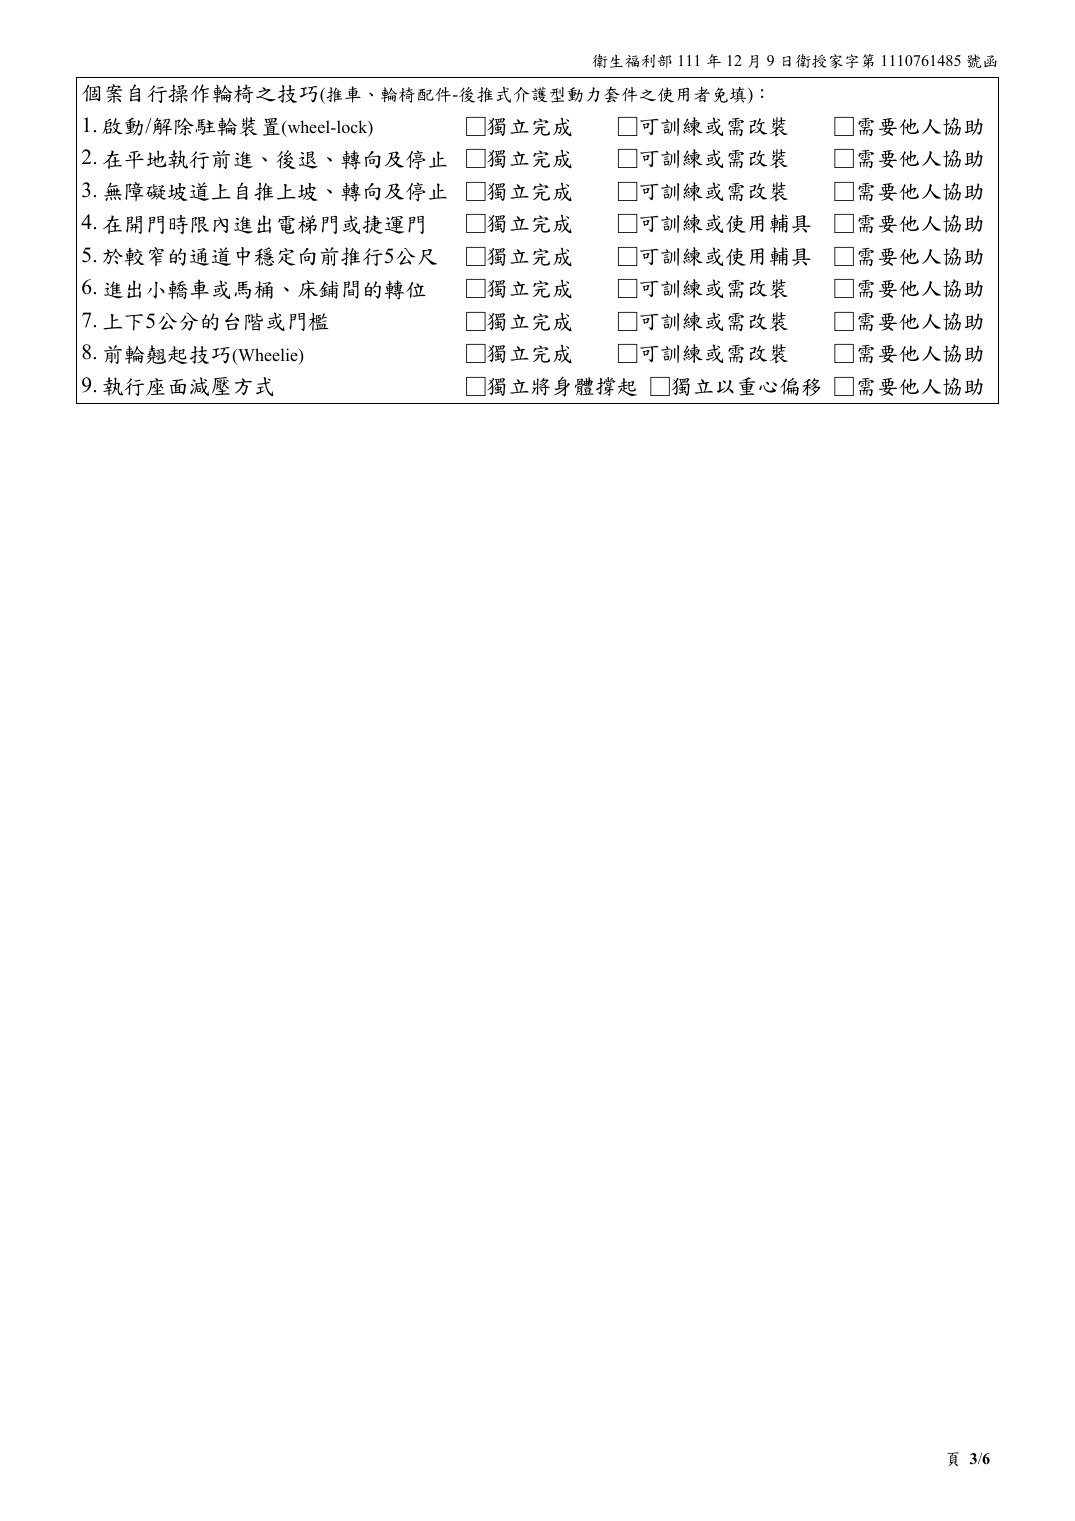 衛生福利部 111 年 12 月 9 日衛授家字第 1110761485 號函
個案自行操作輪椅之技巧(推車、輪椅配件-後推式介護型動力套件之使用者免填)：
1. 啟動/解除駐輪裝置(wheel-lock) □獨立完成 □可訓練或需改裝 □需要他人協助
2. 在平地執行前進、後退、轉向及停止 □獨立完成 □可訓練或需改裝 □需要他人協助
3. 無障礙坡道上自推上坡、轉向及停止 □獨立完成 □可訓練或需改裝 □需要他人協助
4. 在開門時限內進出電梯門或捷運門 □獨立完成 □可訓練或使用輔具 □需要他人協助
5. 於較窄的通道中穩定向前推行5公尺 □獨立完成 □可訓練或使用輔具 □需要他人協助
6. 進出小轎車或馬桶、床鋪間的轉位 □獨立完成 □可訓練或需改裝 □需要他人協助
7. 上下5公分的台階或門檻 □獨立完成 □可訓練或需改裝 □需要他人協助
8. 前輪翹起技巧(Wheelie) □獨立完成 □可訓練或需改裝 □需要他人協助
9. 執行座面減壓方式 □獨立將身體撐起 □獨立以重心偏移 □需要他人協助
頁 3/6